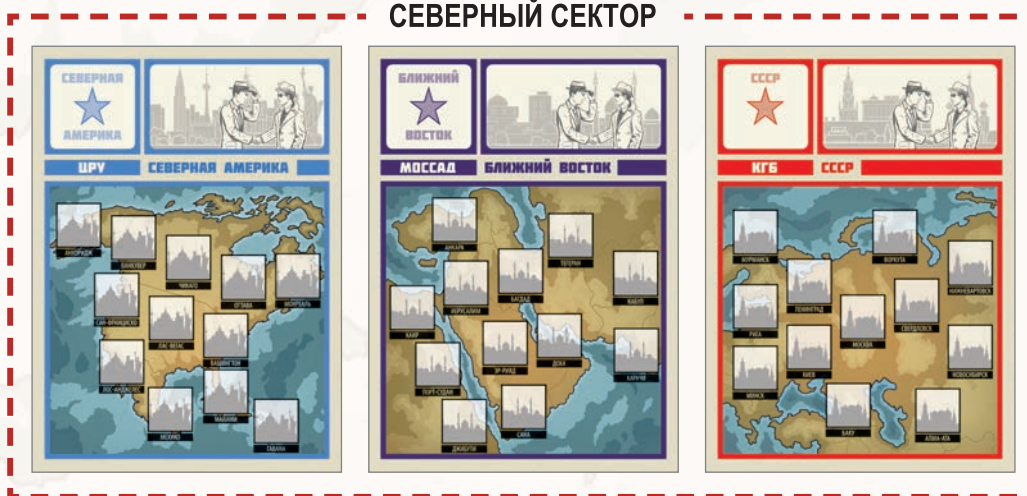 СЕВЕРНЫЙ СЕКТОР
СЕВЕРНАЯ
АМЕРИКА
ЦРУ СЕВЕРНАЯ АМЕРИКА
АНКОРИДЖ
ВАНКУВЕР
ЧИКАГО
ОТТАВА
МОНРЕАЛЬ
САН-ФРАНЦИСКО
ЛАС-ВЕГАС
ВАШИНГТОН
ЛОС-АНДЖЕЛЕС
МАЙАМИ
МЕХИКО
ГАВАНА
БЛИЖНИЙ
ВОСТОК
МОССАД БЛИЖНИЙ ВОСТОК
АНКАРА
ТЕГЕРАН
БАГДАД
КАБУЛ
ИЕРУСАЛИМ
КАИР
ЭР-РИЯД
ДОХА
КАРАЧИ
ПОРТ-СУДАН
САНА
ДЖИБУТИ
СССР
КГБ СССР
МУРМАНСК
ВОРКУТА
НИЖНЕВАРТОВСК
ЛЕНИНГРАД
РИГА
СВЕРДЛОВСК
МОСКВА
КИЕВ
НОВОСИБИРСК
МИНСК
БАКУ
АЛМА-АТА